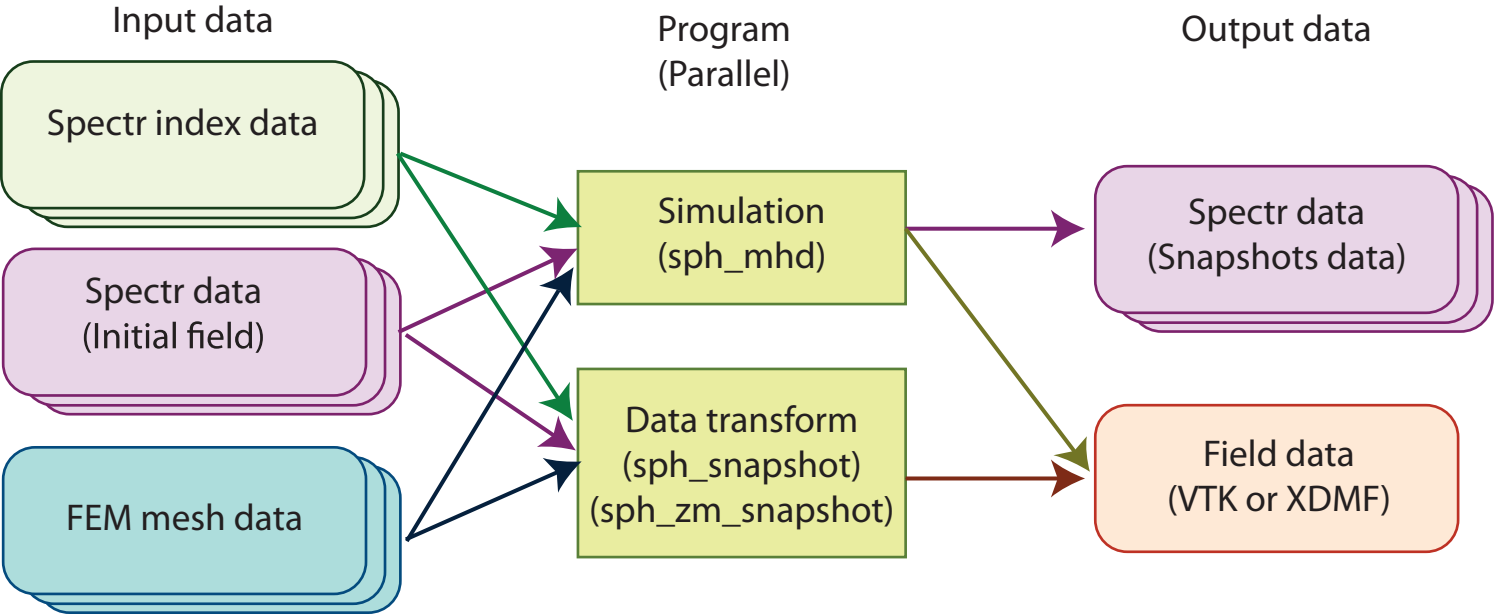 Input data
Program
(Parallel)
Output data
Spectr index data
Spectr data
(Initial field)
FEM mesh data
Simulation
(sph_mhd)
Data transform
(sph_snapshot)
(sph_zm_snapshot)
Spectr data
(Snapshots data)
Field data
(VTK or XDMF)